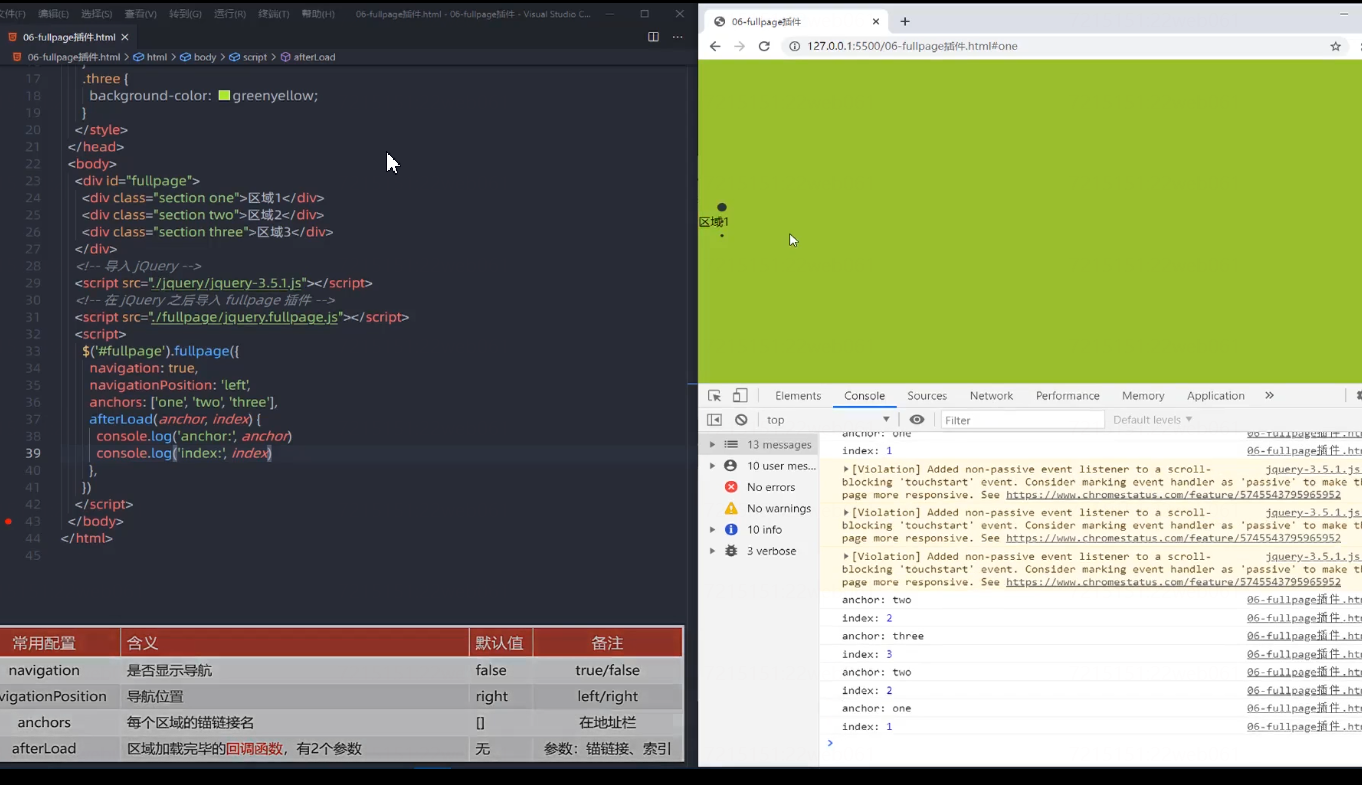 文件(F) 编辑(E) 选择(S) 查看(V) 转到(G) 运行(R) 终端(T) 帮助(H) 06-fullpage插件.html - 06-fullpage插件 - Visual Studio C...
06-fullpage插件.html
06-fullpage插件.html > html > body > script > afterLoad
17 .three {
18 background-color: greenyellow;
19 }
20 </style>
21 </head>
22 <body>
23 <div id="fullpage">
24 <div class="section one">区域1</div>
25 <div class="section two">区域2</div>
26 <div class="section three">区域3</div>
27 </div>
28 <!-- 导入 jQuery -->
29 <script src="./jquery/jquery-3.5.1.js"></script>
30 <!-- 在 jQuery 之后导入 fullpage 插件 -->
31 <script src="./fullpage/jquery.fullpage.js"></script>
32 <script>
33 $('#fullpage').fullpage({
34 navigation: true,
35 navigationPosition: 'left',
36 anchors: ['one', 'two', 'three'],
37 afterLoad( anchor, index) {
38 console.log('anchor:', anchor)
39 console.log('index:', index)
40 },
41 })
42 </script>
43 </body>
44 </html>
45
常用配置 含义 默认值 备注
navigation 是否显示导航 false true/false
vigationPosition 导航位置 right left/right
anchors 每个区域的锚链接名 [] 在地址栏
afterLoad 区域加载完毕的回调函数，有2个参数 无 参数：锚链接、索引
06-fullpage插件
127.0.0.1:5500/06-fullpage插件.html#one
区域1
Elements Console Sources Network Performance Memory Application »
top Filter Default levels
13 messages
10 user mes...
No errors
No warnings
10 info
3 verbose
anchor: one
index: 1 06-fullpage插件.htm
[Violation] Added non-passive event listener to a scroll- jquery-3.5.1.js
blocking 'touchstart' event. Consider marking event handler as 'passive' to make th
page more responsive. See https://www.chromestatus.com/feature/5745543795965952
[Violation] Added non-passive event listener to a scroll- jquery-3.5.1.js
blocking 'touchstart' event. Consider marking event handler as 'passive' to make th
page more responsive. See https://www.chromestatus.com/feature/5745543795965952
[Violation] Added non-passive event listener to a scroll- jquery-3.5.1.js
blocking 'touchstart' event. Consider marking event handler as 'passive' to make th
page more responsive. See https://www.chromestatus.com/feature/5745543795965952
anchor: two 06-fullpage插件.htm
index: 2 06-fullpage插件.htm
anchor: three 06-fullpage插件.htm
index: 3 06-fullpage插件.htm
anchor: two 06-fullpage插件.htm
index: 2 06-fullpage插件.htm
anchor: one 06-fullpage插件.htm
index: 1 06-fullpage插件.htm